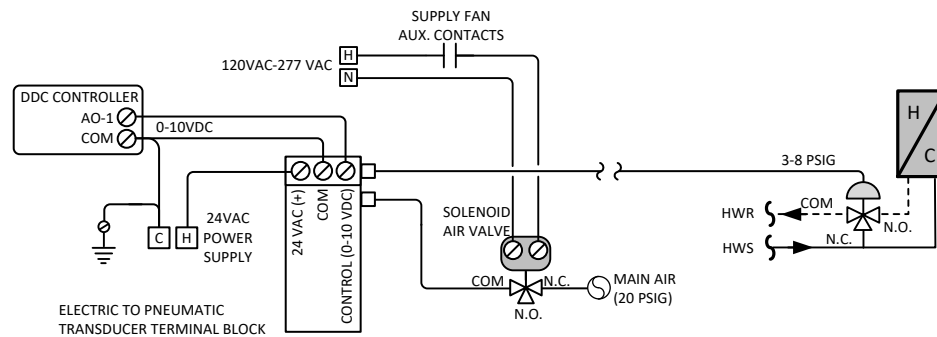 SUPPLY FAN
AUX. CONTACTS
120VAC-277 VAC
H
N
DDC CONTROLLER
AO-1
COM
0-10VDC
24 VAC (+)
COM
CONTROL (0-10 VDC)
C
H
24VAC
POWER
SUPPLY
ELECTRIC TO PNEUMATIC
TRANSDUCER TERMINAL BLOCK
SOLENOID
AIR VALVE
COM
N.C.
N.O.
MAIN AIR
(20 PSIG)
3-8 PSIG
H
C
HWR
COM
N.O.
HWS
N.C.